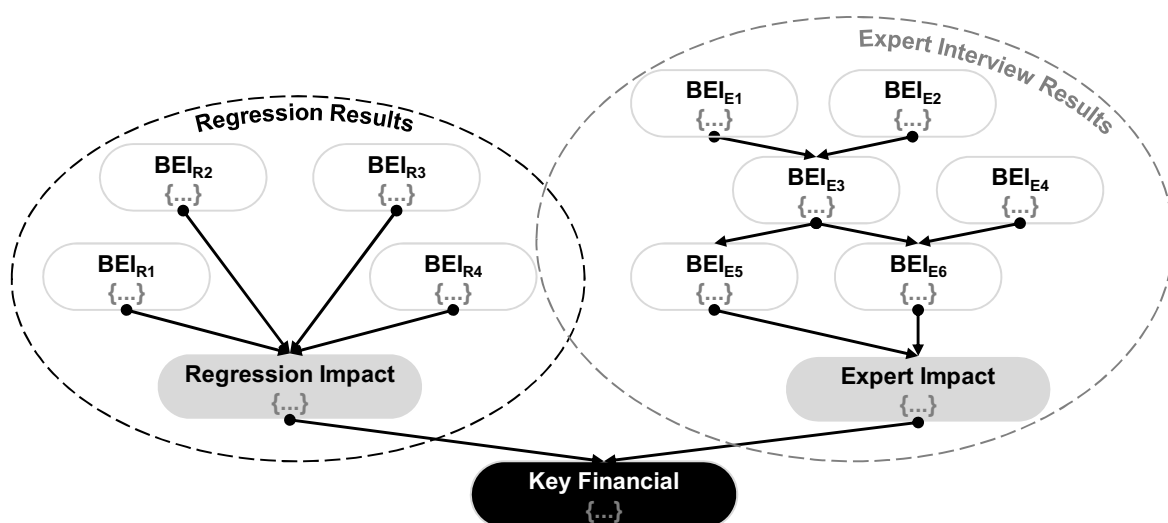 Expert Interview Results
BEI_E1
{...}
BEI_E2
{...}
Regression Results
BEI_R2
{...}
BEI_R3
{...}
BEI_E3
{...}
BEI_E4
{...}
BEI_R1
{...}
BEI_R4
{...}
BEI_E5
{...}
BEI_E6
{...}
Regression Impact
{...}
Expert Impact
{...}
Key Financial
{...}